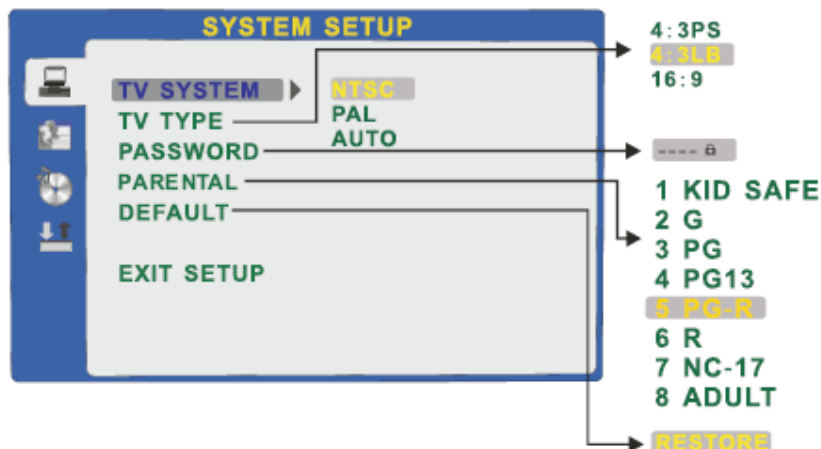 SYSTEM SETUP
TV SYSTEM NTSC
TV TYPE PAL
PASSWORD AUTO
PARENTAL
DEFAULT
EXIT SETUP
4:3PS
4:3LB
16:9
----
1 KID SAFE
2 G
3 PG
4 PG13
5 PG-R
6 R
7 NC-17
8 ADULT
RESTORE